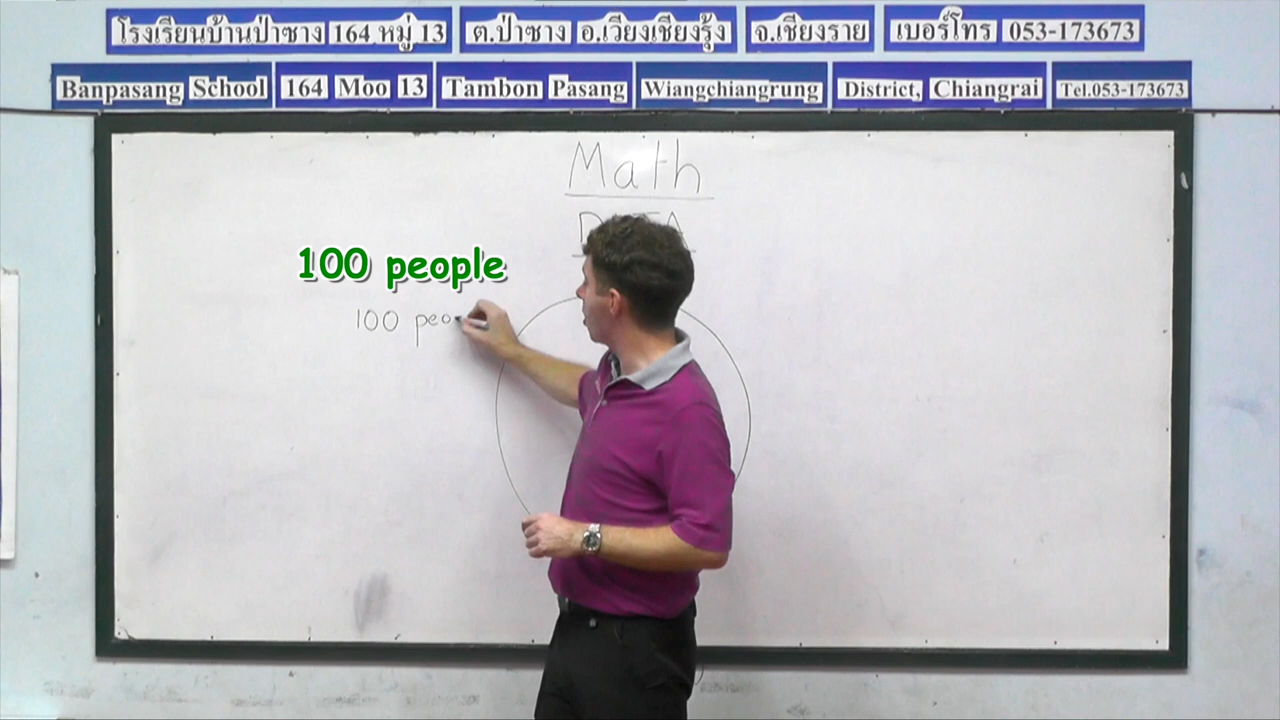 โรงเรียนบ้านป่าซาง 164 หมู่ 13 ต.ป่าซาง อ.เวียงเชียงรุ้ง จ.เชียงราย เบอร์โทร 053-173673
Banpasang School 164 Moo 13 Tambon Pasang Wiangchiangrung District, Chiangrai Tel.053-173673
Math
100 people
100 peo